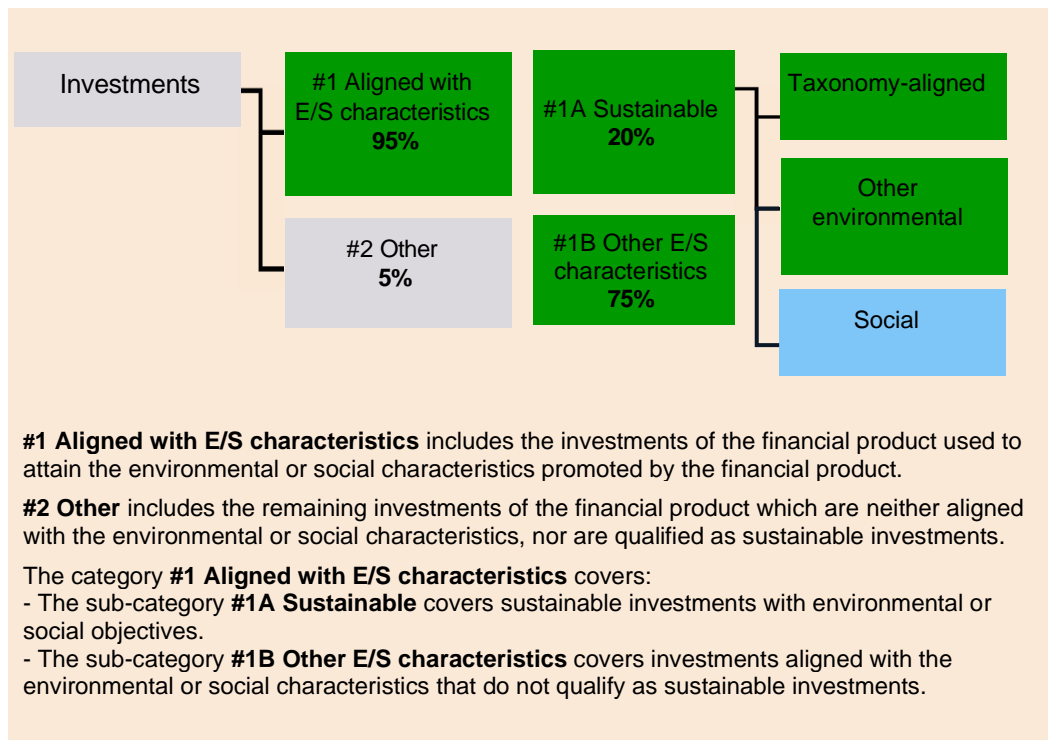 Investments
#1 Aligned with
E/S characteristics
95%
#2 Other
5%
#1A Sustainable
20%
#1B Other E/S
characteristics
75%
Taxonomy-aligned
Other
environmental
Social
#1 Aligned with E/S characteristics includes the investments of the financial product used to
attain the environmental or social characteristics promoted by the financial product.
#2 Other includes the remaining investments of the financial product which are neither aligned
with the environmental or social characteristics, nor are qualified as sustainable investments.
The category #1 Aligned with E/S characteristics covers:
- The sub-category #1A Sustainable covers sustainable investments with environmental or
social objectives.
- The sub-category #1B Other E/S characteristics covers investments aligned with the
environmental or social characteristics that do not qualify as sustainable investments.